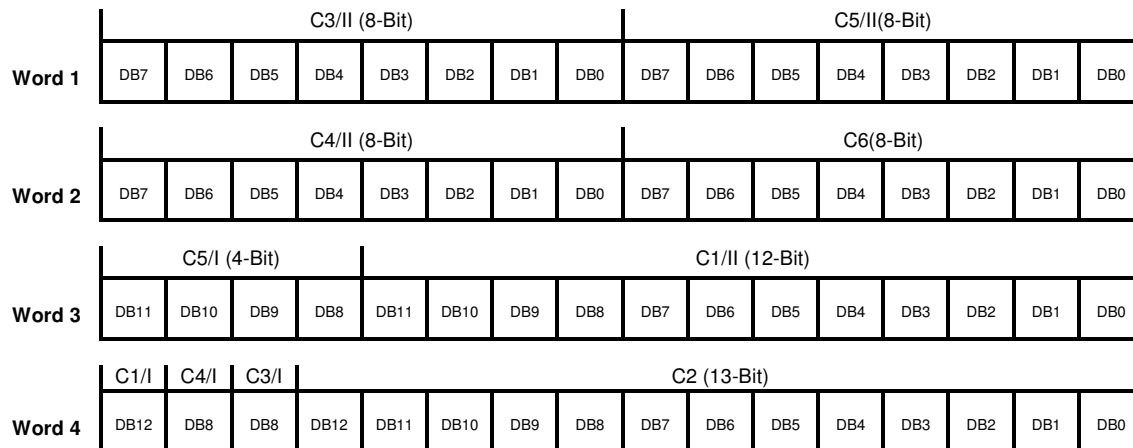 C3/II (8-Bit) C5/II(8-Bit)
Word 1 DB7 DB6 DB5 DB4 DB3 DB2 DB1 DB0 DB7 DB6 DB5 DB4 DB3 DB2 DB1 DB0
C4/II (8-Bit) C6(8-Bit)
Word 2 DB7 DB6 DB5 DB4 DB3 DB2 DB1 DB0 DB7 DB6 DB5 DB4 DB3 DB2 DB1 DB0
C5/I (4-Bit) C1/II (12-Bit)
Word 3 DB11 DB10 DB9 DB8 DB11 DB10 DB9 DB8 DB7 DB6 DB5 DB4 DB3 DB2 DB1 DB0
C1/I C4/I C3/I C2 (13-Bit)
Word 4 DB12 DB8 DB8 DB12 DB11 DB10 DB9 DB8 DB7 DB6 DB5 DB4 DB3 DB2 DB1 DB0